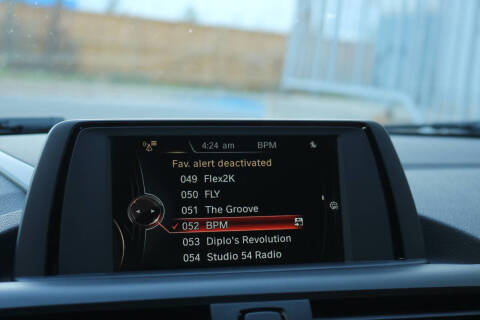 4:24 am BPM
Fav. alert deactivated
049 Flex2K
050 FLY
051 The Groove
052 BPM
053 Diplo's Revolution
054 Studio 54 Radio